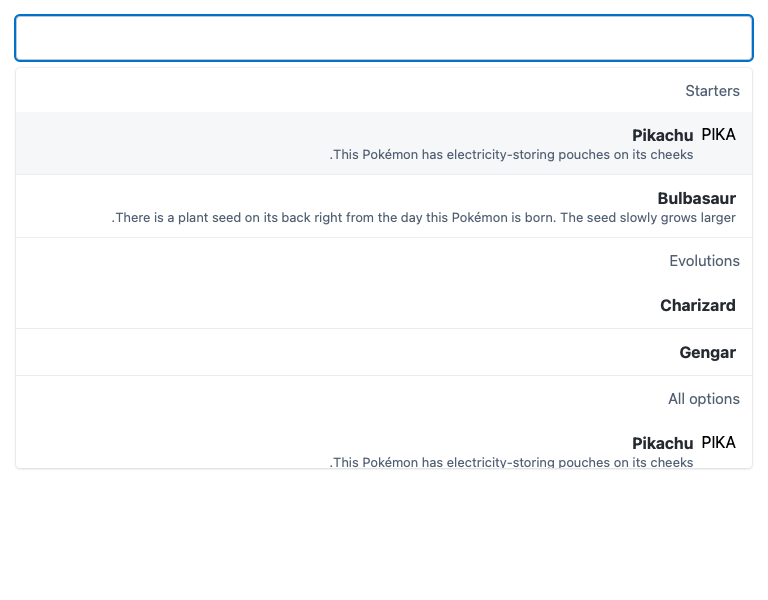 Starters
Pikachu PIKA
.This Pokémon has electricity-storing pouches on its cheeks
Bulbasaur
.There is a plant seed on its back right from the day this Pokémon is born. The seed slowly grows larger
Evolutions
Charizard
Gengar
All options
Pikachu PIKA
.This Pokémon has electricity-storing pouches on its cheeks